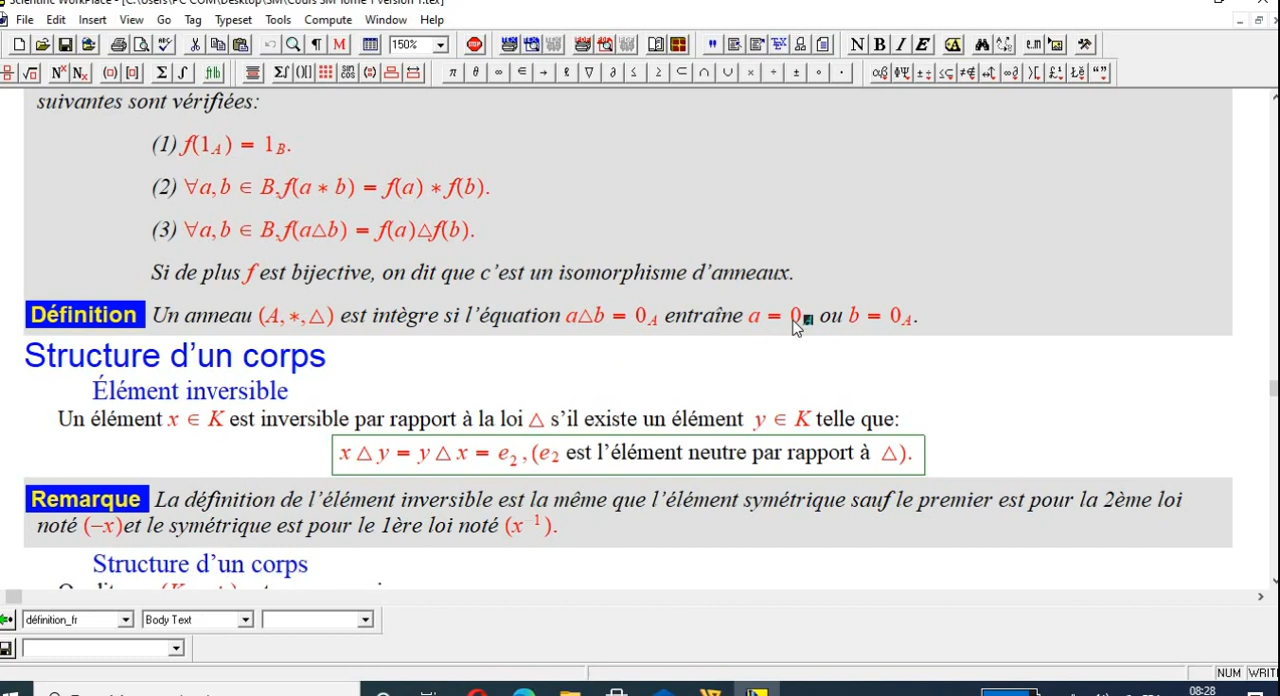 Scientific WorkPlace - [C:\Users\PC COM\Desktop\SM\Cours SM Tome 1 version 1.tex]
File Edit Insert View Go Tag Typeset Tools Compute Window Help
150%
suivantes sont vérifiées:
(1) f(1_A) = 1_B.
(2) ∀a, b ∈ B, f(a ∗ b) = f(a) ∗ f(b).
(3) ∀a, b ∈ B, f(a△b) = f(a)△f(b).
Si de plus f est bijective, on dit que c'est un isomorphisme d'anneaux.
Définition Un anneau (A, ∗, △) est intègre si l'équation a△b = 0_A entraîne a = 0 ou b = 0_A.
Structure d'un corps
Élément inversible
Un élément x ∈ K est inversible par rapport à la loi △ s'il existe un élément y ∈ K telle que:
x △ y = y △ x = e₂, (e₂ est l'élément neutre par rapport à △).
Remarque La définition de l'élément inversible est la même que l'élément symétrique sauf le premier est pour la 2ème loi
noté (−x)et le symétrique est pour le 1ère loi noté (x⁻¹).
Structure d'un corps
définition_fr Body Text
NUM WRIT
08:28